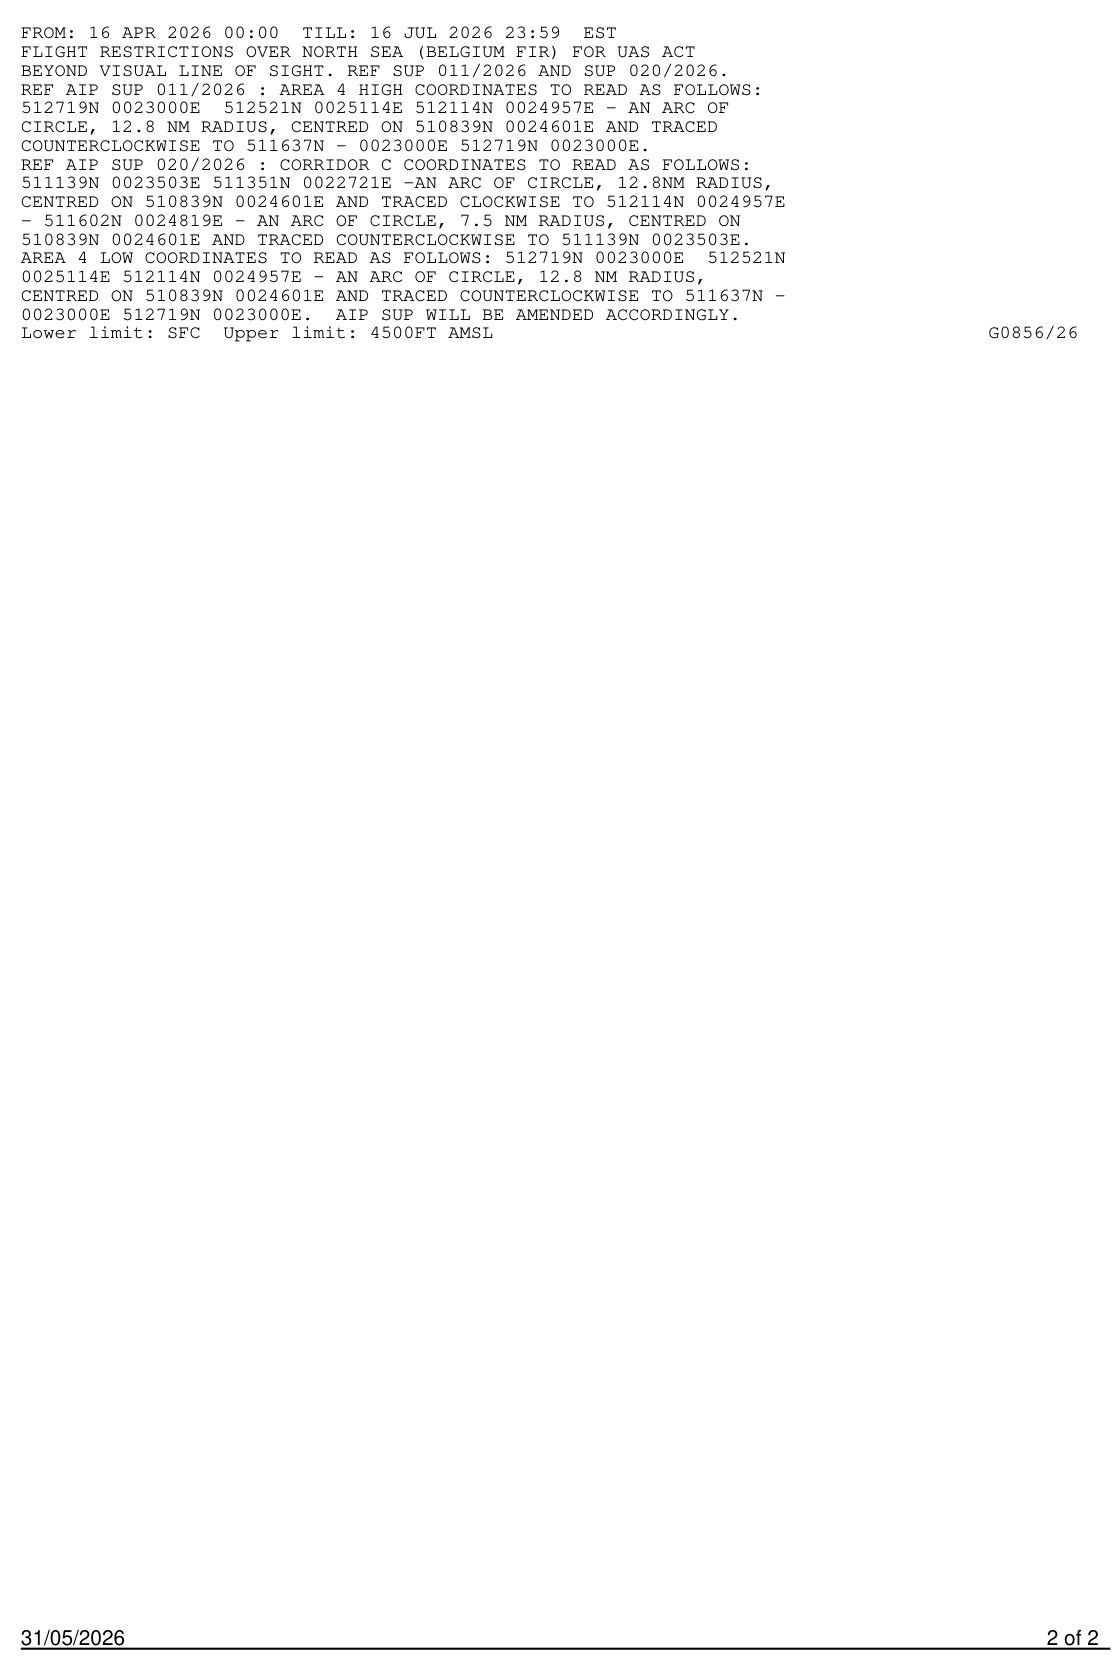 FROM: 16 APR 2026 00:00  TILL: 16 JUL 2026 23:59  EST
FLIGHT RESTRICTIONS OVER NORTH SEA (BELGIUM FIR) FOR UAS ACT
BEYOND VISUAL LINE OF SIGHT. REF SUP 011/2026 AND SUP 020/2026.
REF AIP SUP 011/2026 : AREA 4 HIGH COORDINATES TO READ AS FOLLOWS:
512719N 0023000E  512521N 0025114E 512114N 0024957E - AN ARC OF
CIRCLE, 12.8 NM RADIUS, CENTRED ON 510839N 0024601E AND TRACED
COUNTERCLOCKWISE TO 511637N - 0023000E 512719N 0023000E.
REF AIP SUP 020/2026 : CORRIDOR C COORDINATES TO READ AS FOLLOWS:
511139N 0023503E 511351N 0022721E -AN ARC OF CIRCLE, 12.8NM RADIUS,
CENTRED ON 510839N 0024601E AND TRACED CLOCKWISE TO 512114N 0024957E
- 511602N 0024819E - AN ARC OF CIRCLE, 7.5 NM RADIUS, CENTRED ON
510839N 0024601E AND TRACED COUNTERCLOCKWISE TO 511139N 0023503E.
AREA 4 LOW COORDINATES TO READ AS FOLLOWS: 512719N 0023000E  512521N
0025114E 512114N 0024957E - AN ARC OF CIRCLE, 12.8 NM RADIUS,
CENTRED ON 510839N 0024601E AND TRACED COUNTERCLOCKWISE TO 511637N -
0023000E 512719N 0023000E.  AIP SUP WILL BE AMENDED ACCORDINGLY.
Lower limit: SFC  Upper limit: 4500FT AMSL G0856/26
31/05/2026 2 of 2